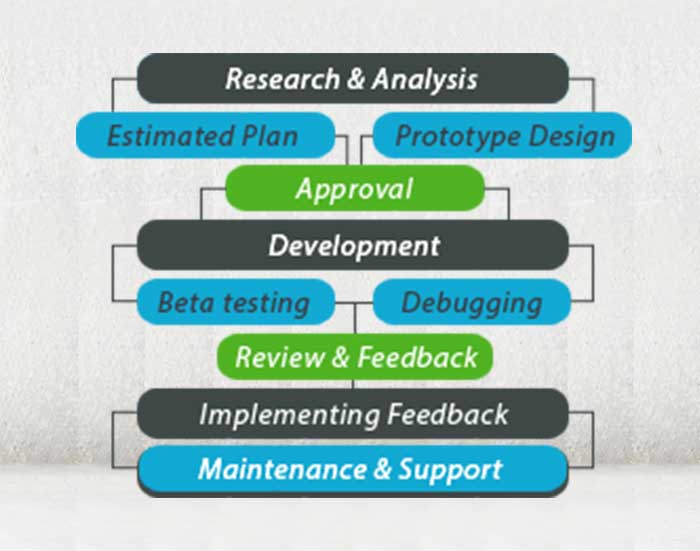 Research & Analysis
Estimated Plan
Prototype Design
Approval
Development
Beta testing
Debugging
Review & Feedback
Implementing Feedback
Maintenance & Support